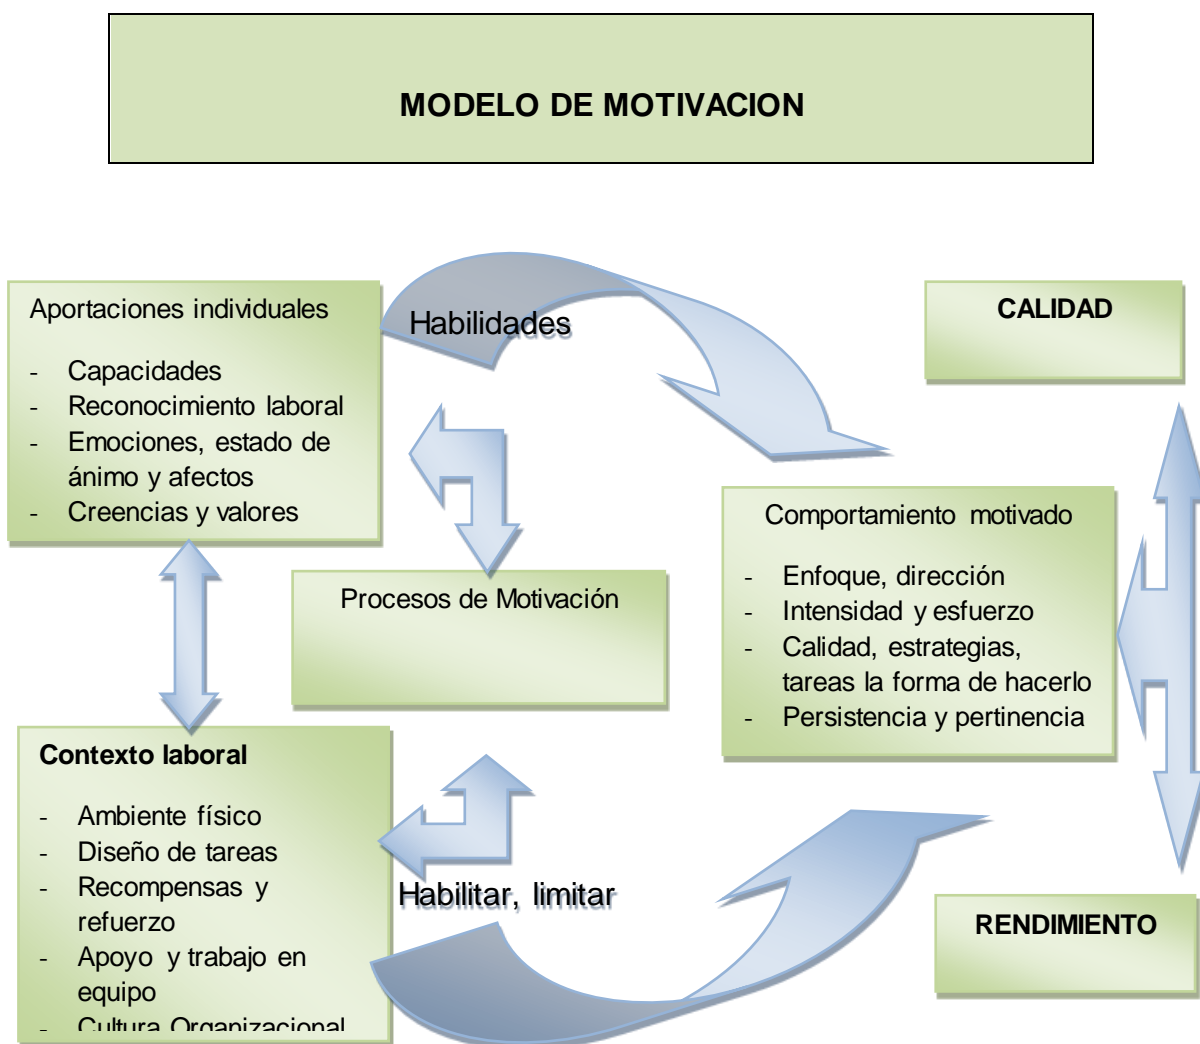 MODELO DE MOTIVACION
Aportaciones individuales
- Capacidades
- Reconocimiento laboral
- Emociones, estado de
ánimo y afectos
- Creencias y valores
Habilidades
CALIDAD
Procesos de Motivación
Comportamiento motivado
- Enfoque, dirección
- Intensidad y esfuerzo
- Calidad, estrategias,
tareas la forma de hacerlo
- Persistencia y pertinencia
Contexto laboral
- Ambiente físico
- Diseño de tareas
- Recompensas y
refuerzo
- Apoyo y trabajo en
equipo
- Cultura Organizacional
Habilitar, limitar
RENDIMIENTO